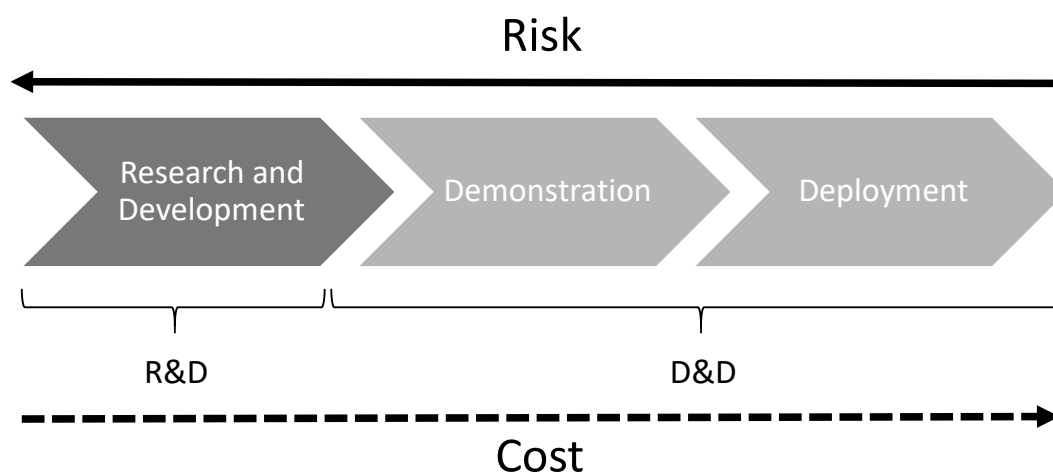 Risk
Research and
Development
Demonstration
Deployment
R&D
D&D
Cost